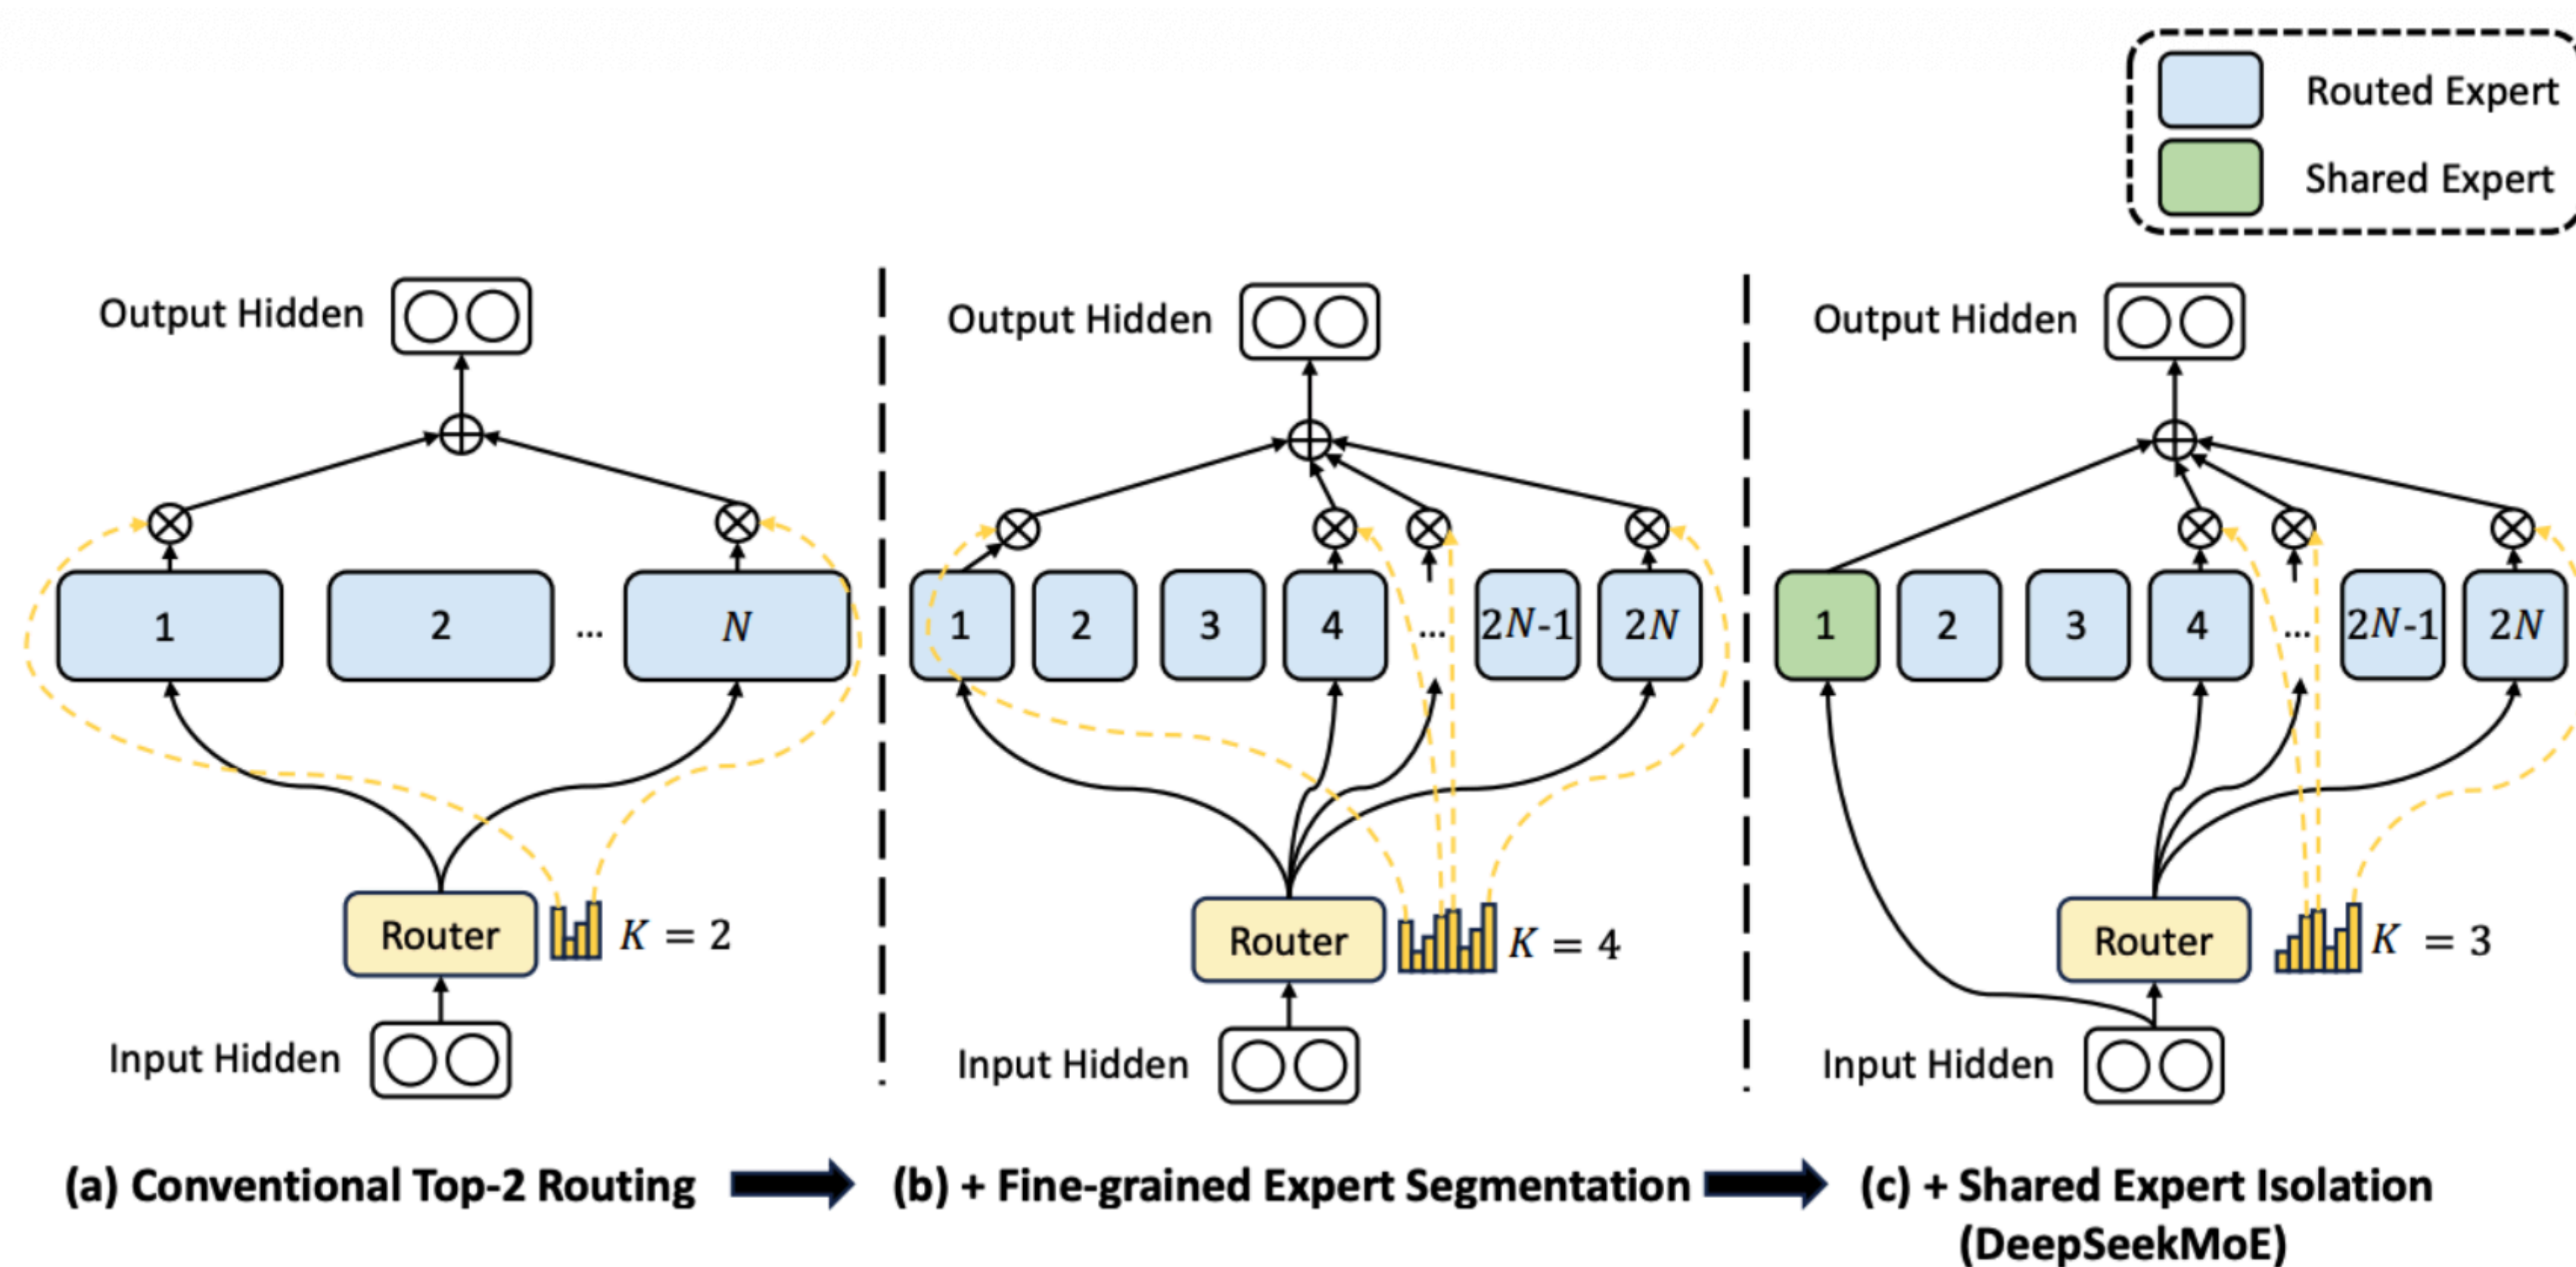 Routed Expert
Shared Expert
Output Hidden
1
2
...
N
Router
K = 2
Input Hidden
(a) Conventional Top-2 Routing
Output Hidden
1
2
3
4
...
2N-1
2N
Router
K = 4
Input Hidden
(b) + Fine-grained Expert Segmentation
Output Hidden
1
2
3
4
...
2N-1
2N
Router
K = 3
Input Hidden
(c) + Shared Expert Isolation
(DeepSeekMoE)